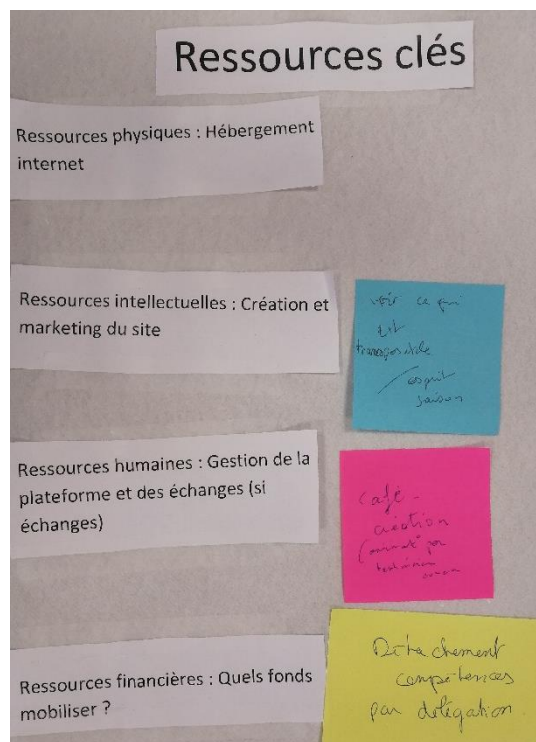 Ressources clés
Ressources physiques : Hébergement
internet
Ressources intellectuelles : Création et
marketing du site
voir ce qui
est
transposable
/ esprit
saison
Ressources humaines : Gestion de la
plateforme et des échanges (si
échanges)
Café -
création
par
Ressources financières : Quels fonds
mobiliser ?
Détachement
compétences
par délégation